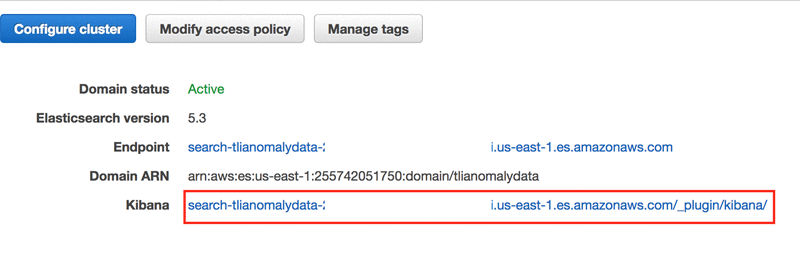 Configure cluster Modify access policy Manage tags
Domain status Active
Elasticsearch version 5.3
Endpoint search-tlianomalydata- i.us-east-1.es.amazonaws.com
Domain ARN arn:aws:es:us-east-1:255742051750:domain/tlianomalydata
Kibana search-tlianomalydata- i.us-east-1.es.amazonaws.com/_plugin/kibana/